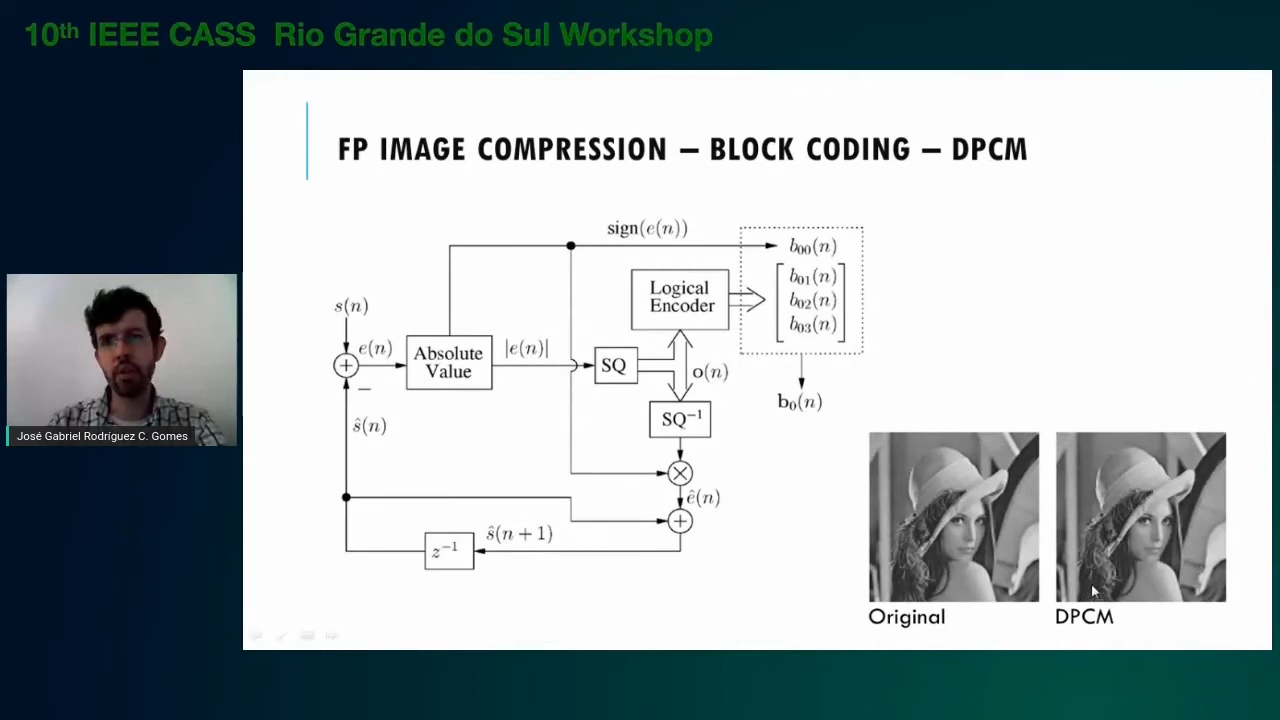 10th IEEE CASS Rio Grande do Sul Workshop
FP IMAGE COMPRESSION – BLOCK CODING – DPCM
sign(e(n))
b₀₀(n)
b₀₁(n)
b₀₂(n)
b₀₃(n)
Logical
Encoder
s(n)
e(n)
Absolute
Value
|e(n)|
SQ
o(n)
b₀(n)
SQ⁻¹
ŝ(n)
ê(n)
ŝ(n + 1)
z⁻¹
José Gabriel Rodríguez C. Gomes
Original
DPCM